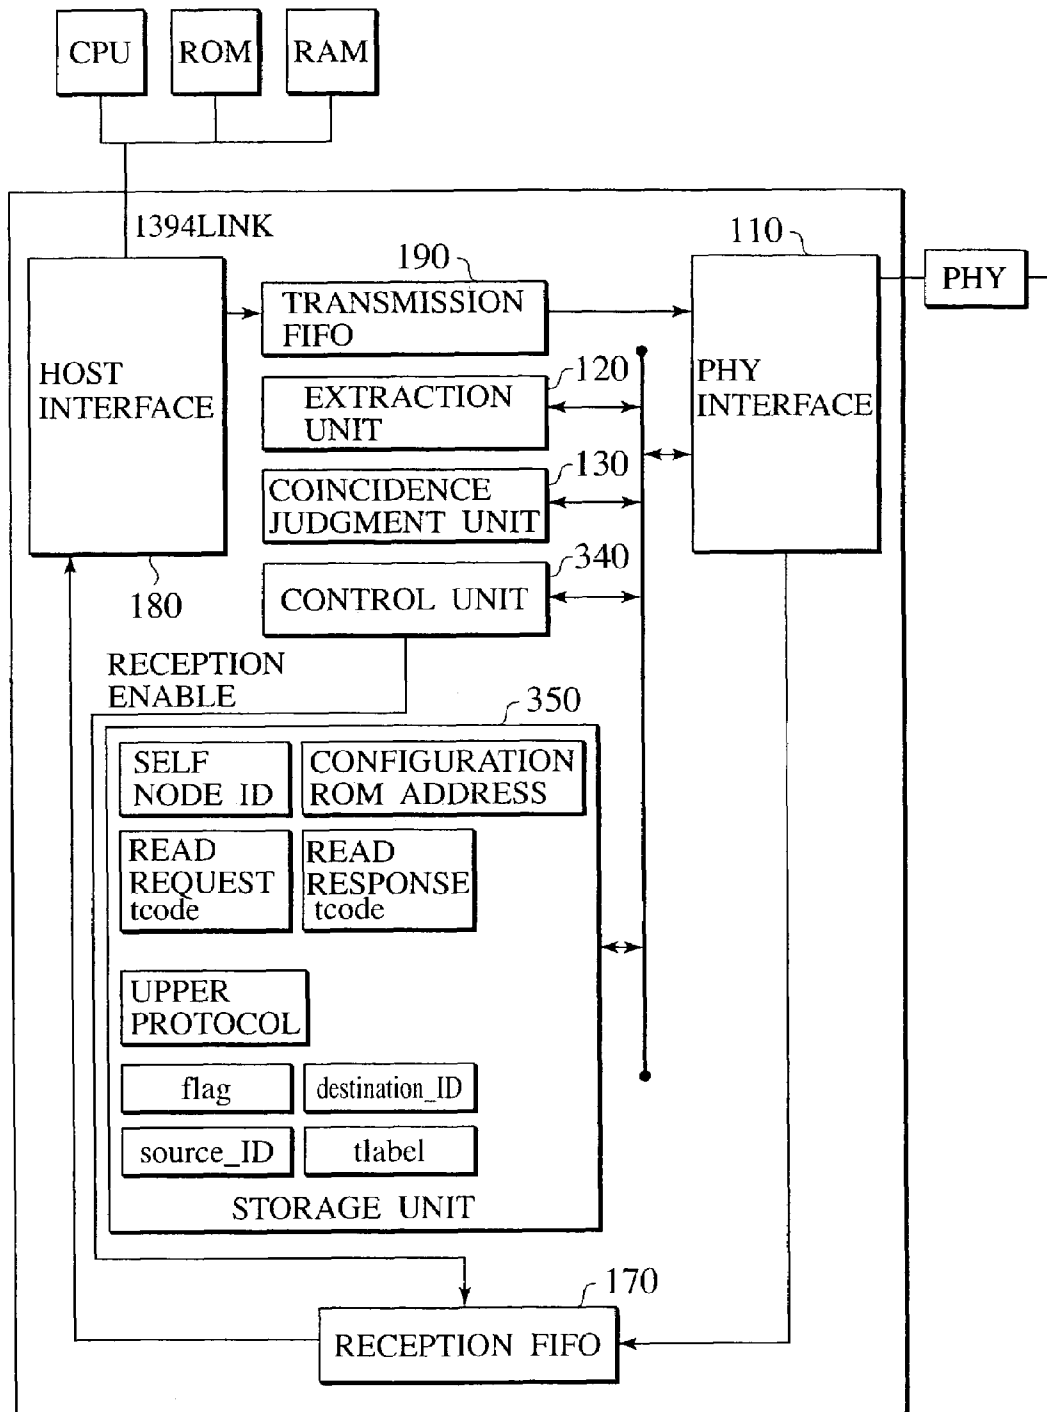 CPU
ROM
RAM
1394LINK
190
110
TRANSMISSION
FIFO
PHY
HOST
INTERFACE
PHY
INTERFACE
120
EXTRACTION
UNIT
130
COINCIDENCE
JUDGMENT UNIT
340
CONTROL UNIT
180
RECEPTION
ENABLE
350
SELF
NODE ID
CONFIGURATION
ROM ADDRESS
READ
REQUEST
tcode
READ
RESPONSE
tcode
UPPER
PROTOCOL
flag
destination_ID
source_ID
tlabel
STORAGE UNIT
170
RECEPTION FIFO